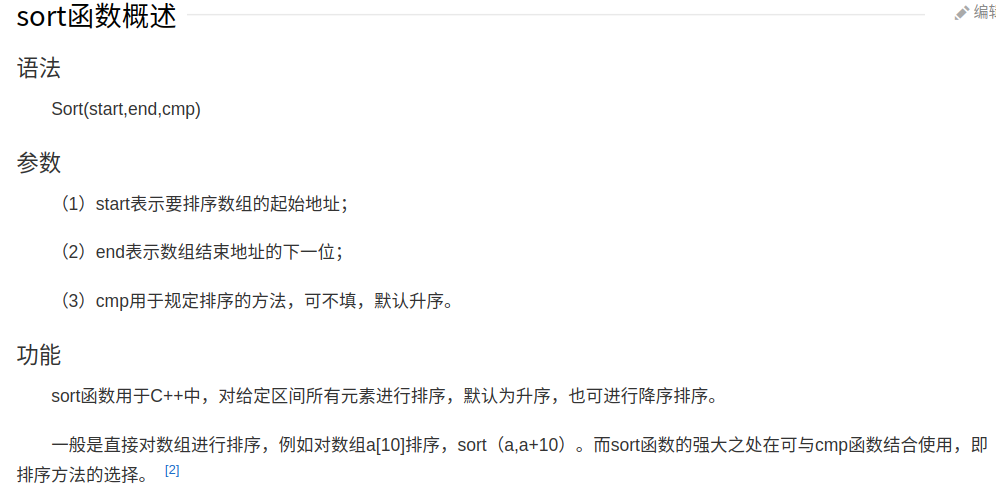 sort函数概述
编辑
语法
Sort(start,end,cmp)
参数
（1）start表示要排序数组的起始地址；
（2）end表示数组结束地址的下一位；
（3）cmp用于规定排序的方法，可不填，默认升序。
功能
sort函数用于C++中，对给定区间所有元素进行排序，默认为升序，也可进行降序排序。
一般是直接对数组进行排序，例如对数组a[10]排序，sort（a,a+10）。而sort函数的强大之处在可与cmp函数结合使用，即
排序方法的选择。 [2]